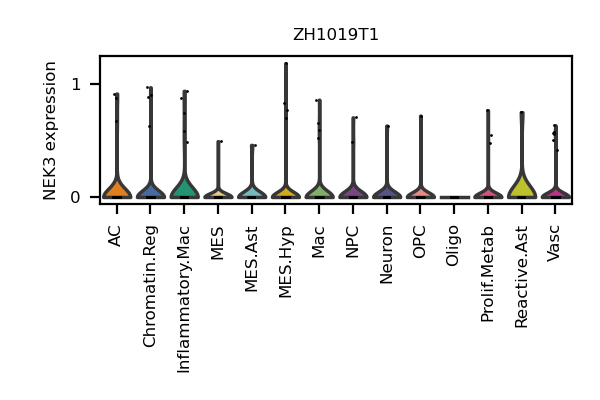 ZH1019T1
NEK3 expression
1
0
AC
Chromatin.Reg
Inflammatory.Mac
MES
MES.Ast
MES.Hyp
Mac
NPC
Neuron
OPC
Oligo
Prolif.Metab
Reactive.Ast
Vasc